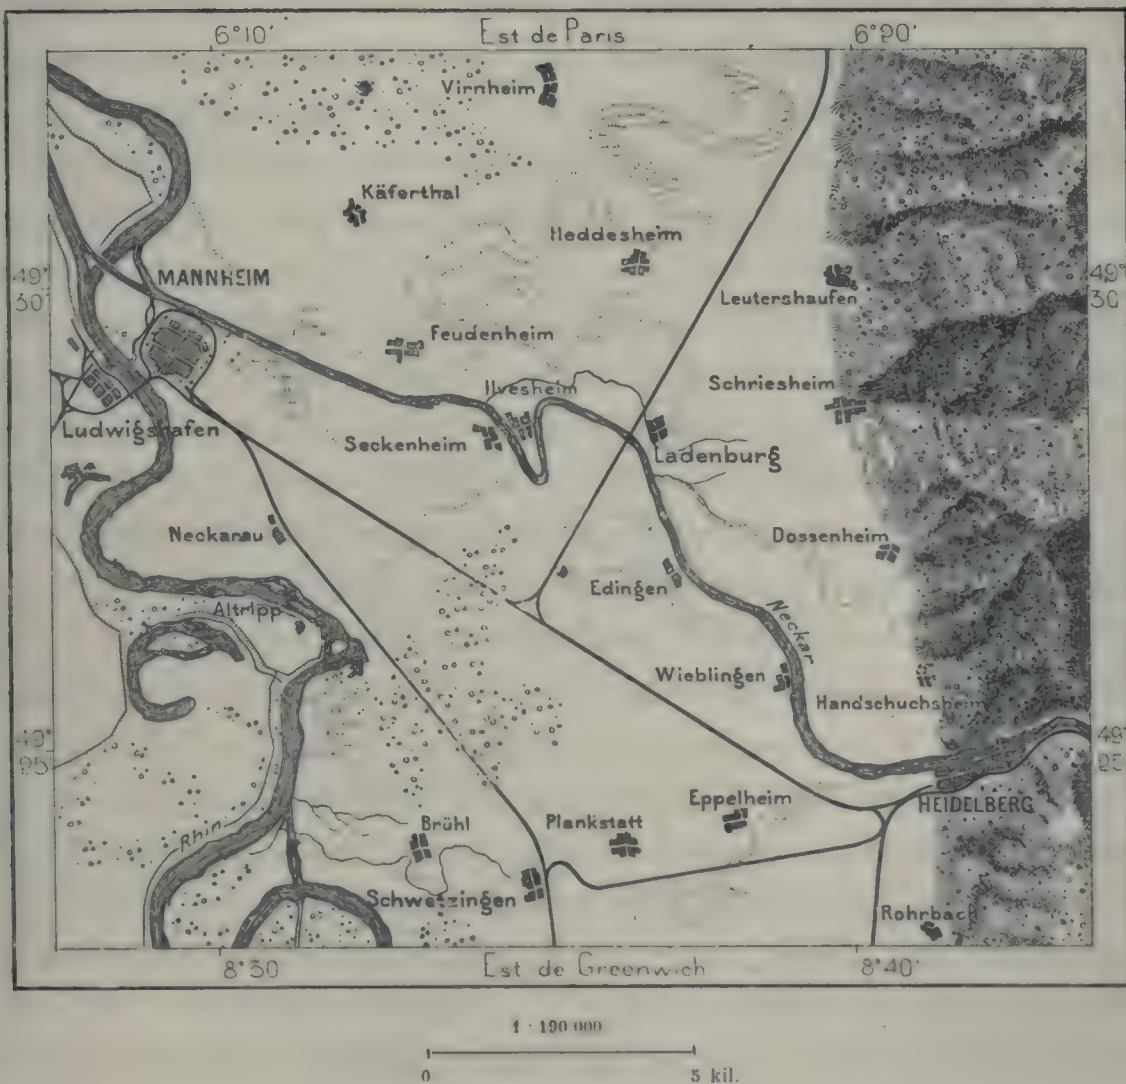 6°10' Est de Paris 6°20'
Virnheim
Käferthal
Heddesheim
MANNHEIM
49°
30'
49°
30'
Leutershaufen
Feudenheim
Ilvesheim
Schriesheim
Ludwigshafen
Seckenheim
Ladenburg
Neckarau
Dossenheim
Edingen
Altripp
Neckar
Wieblingen
Handschuchsheim
49°
25'
49°
25'
Rhin
Brühl
Plankstatt
Eppelheim
HEIDELBERG
Schwetzingen
Rohrbach
8°30' Est de Greenwich 8°40'
1 : 190 000
0 5 kil.